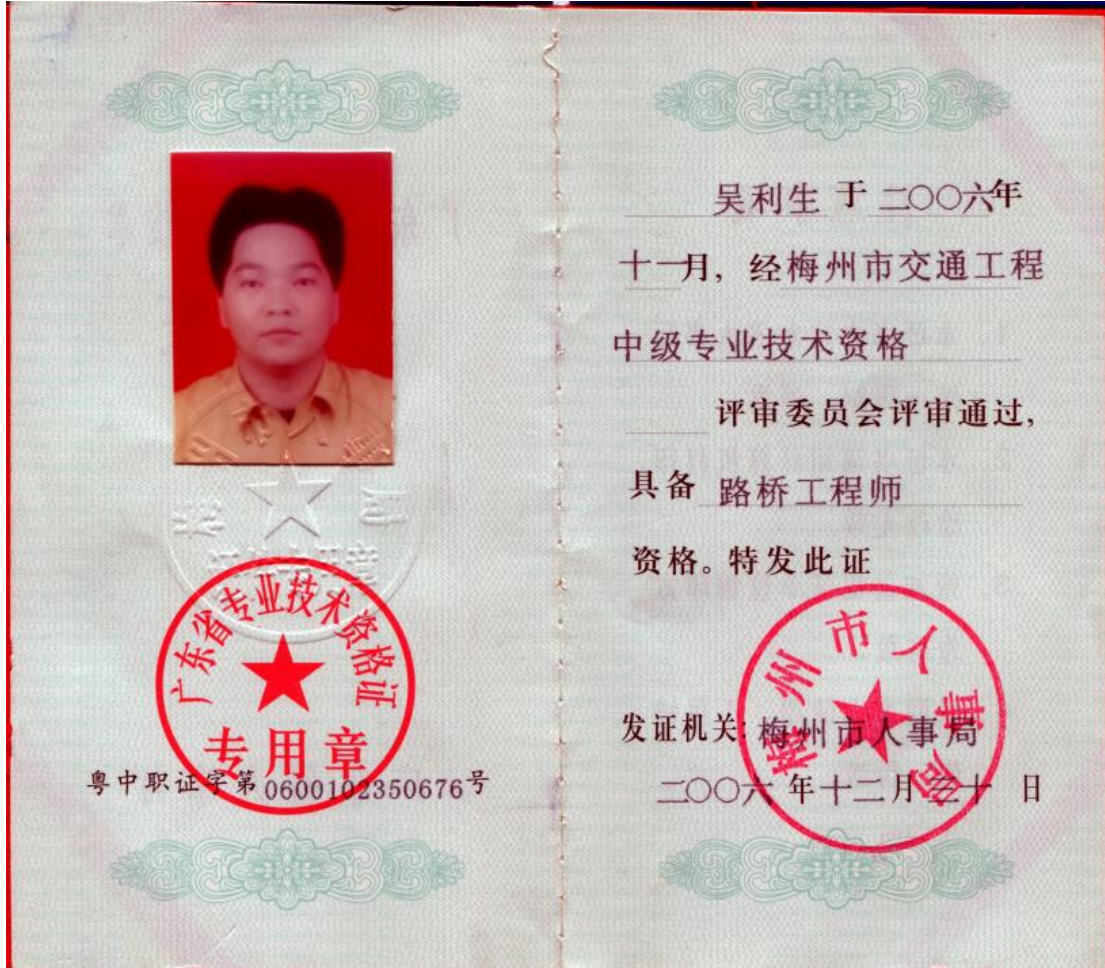 广东省专业技术资格证
专用章
粤中职证字第0600102350676号
吴利生 于 二〇〇六年
十一月，经梅州市交通工程
中级专业技术资格
评审委员会评审通过，
具备 路桥工程师
资格。特发此证
梅州市人事局
发证机关：梅州市人事局
二〇〇六 年十二月三十 日